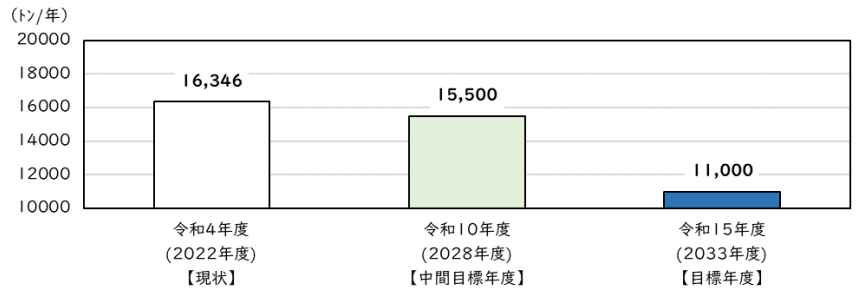 (ﾄﾝ/年)
20000
18000
16000
14000
12000
10000
16,346
15,500
11,000
令和4年度
(2022年度)
【現状】
令和10年度
(2028年度)
【中間目標年度】
令和15年度
(2033年度)
【目標年度】